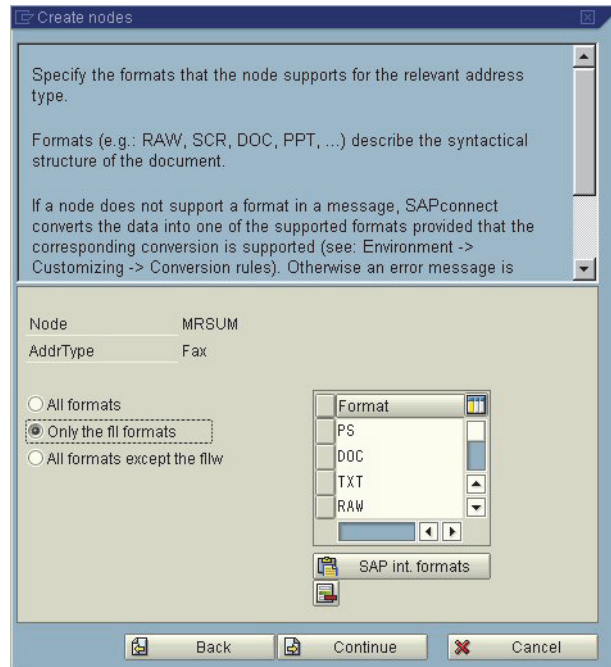 Create nodes
Specify the formats that the node supports for the relevant address
type.
Formats (e.g.: RAW, SCR, DOC, PPT, ...) describe the syntactical
structure of the document.
If a node does not support a format in a message, SAPconnect
converts the data into one of the supported formats provided that the
corresponding conversion is supported (see: Environment ->
Customizing -> Conversion rules). Otherwise an error message is
Node MRSUM
AddrType Fax
All formats
Only the fll formats
All formats except the fllw
Format
PS
DOC
TXT
RAW
SAP int. formats
Back Continue Cancel